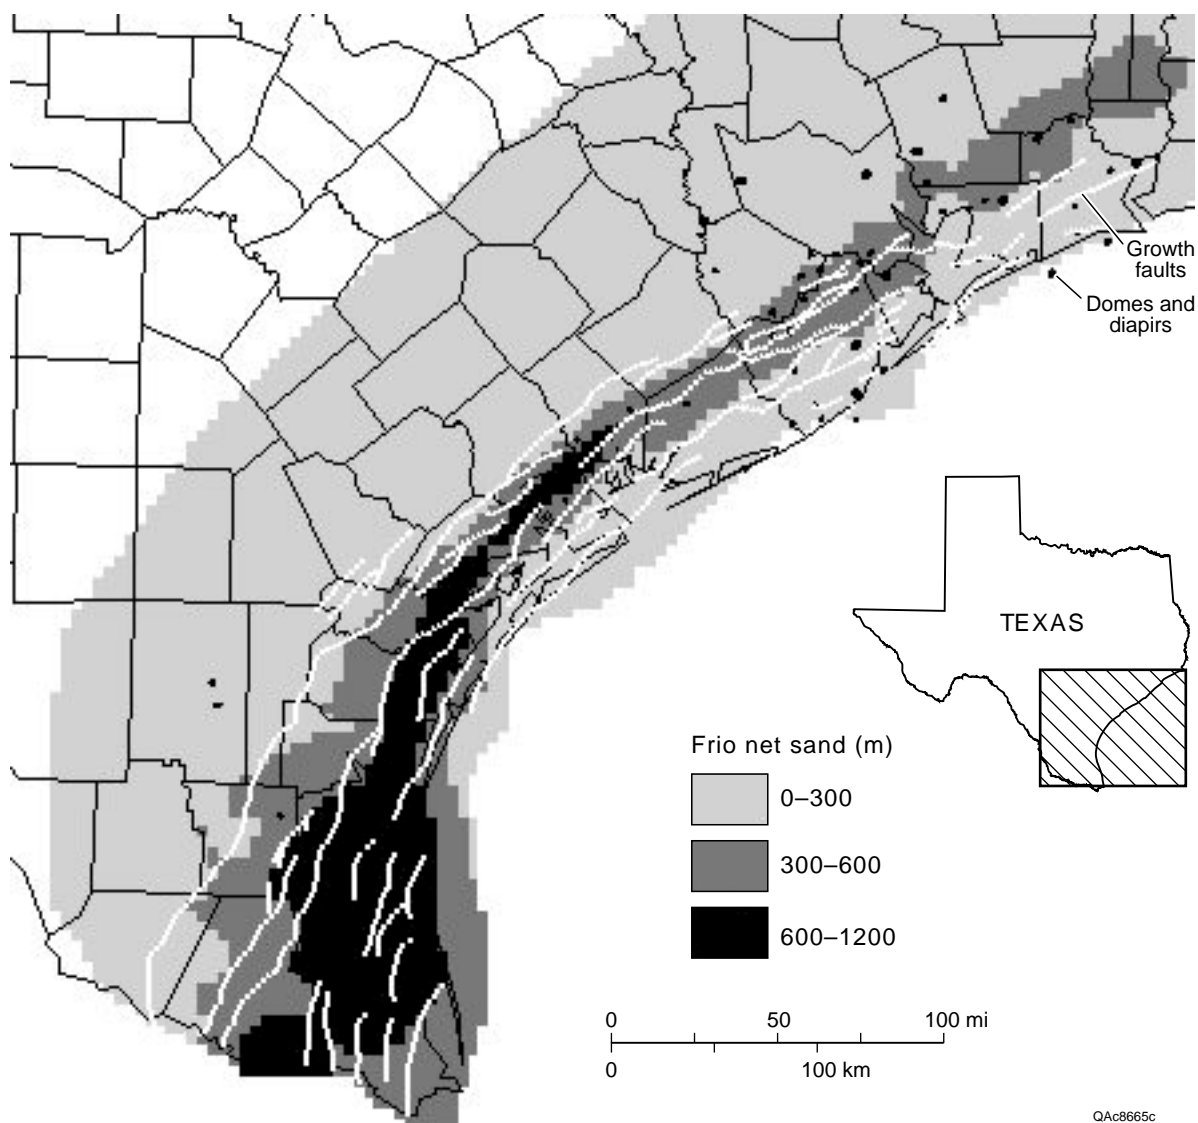 Growth
faults
Domes and
diapirs
TEXAS
Frio net sand (m)
0–300
300–600
600–1200
0 50 100 mi
0 100 km
QAc8665c